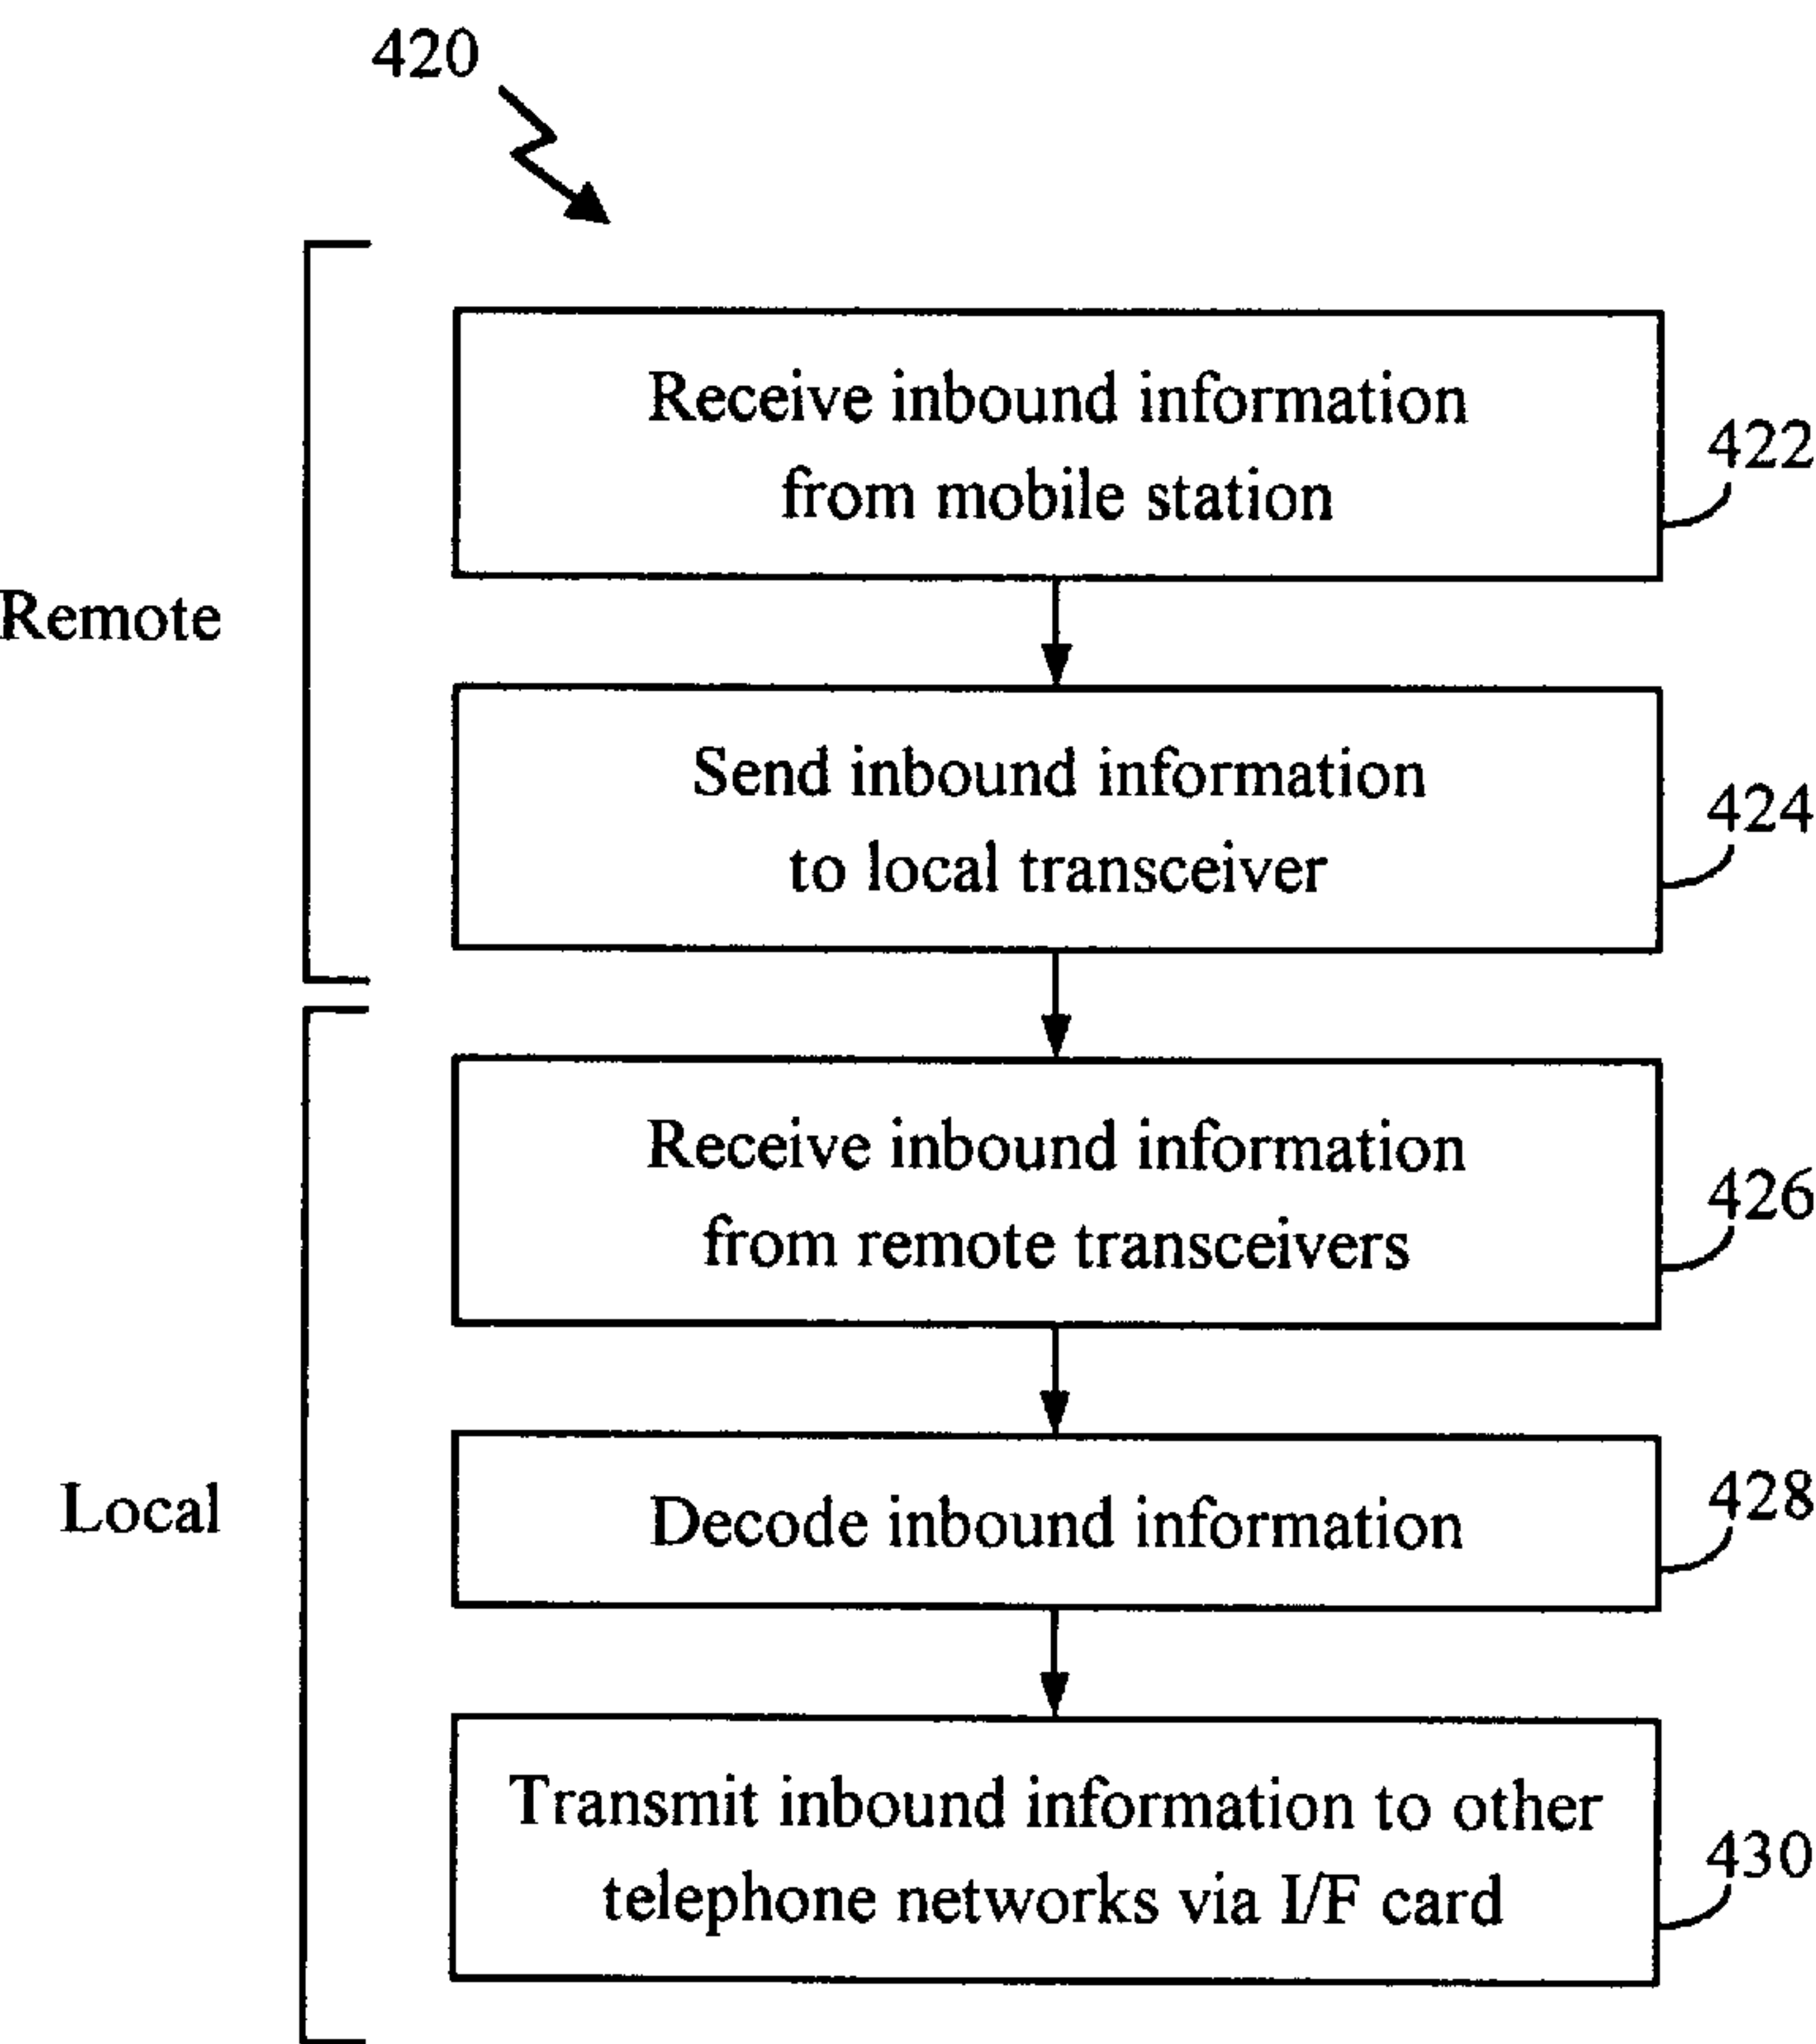 420
Receive inbound information
from mobile station
422
Remote
Send inbound information
to local transceiver
424
Receive inbound information
from remote transceivers
426
Local
Decode inbound information
428
Transmit inbound information to other
telephone networks via I/F card
430